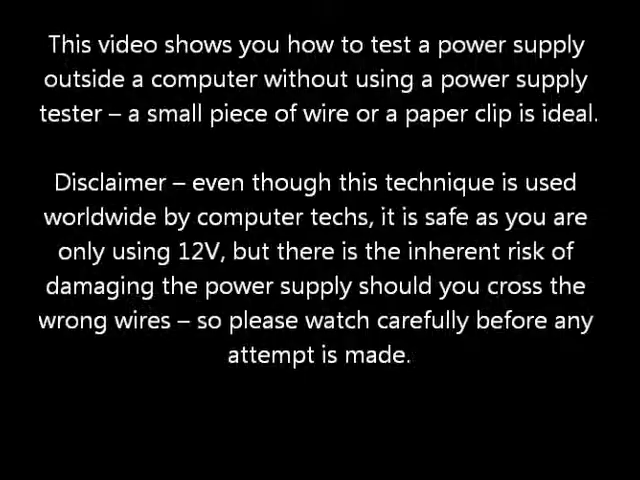 This video shows you how to test a power supply
outside a computer without using a power supply
tester – a small piece of wire or a paper clip is ideal.
Disclaimer – even though this technique is used
worldwide by computer techs, it is safe as you are
only using 12V, but there is the inherent risk of
damaging the power supply should you cross the
wrong wires – so please watch carefully before any
attempt is made.